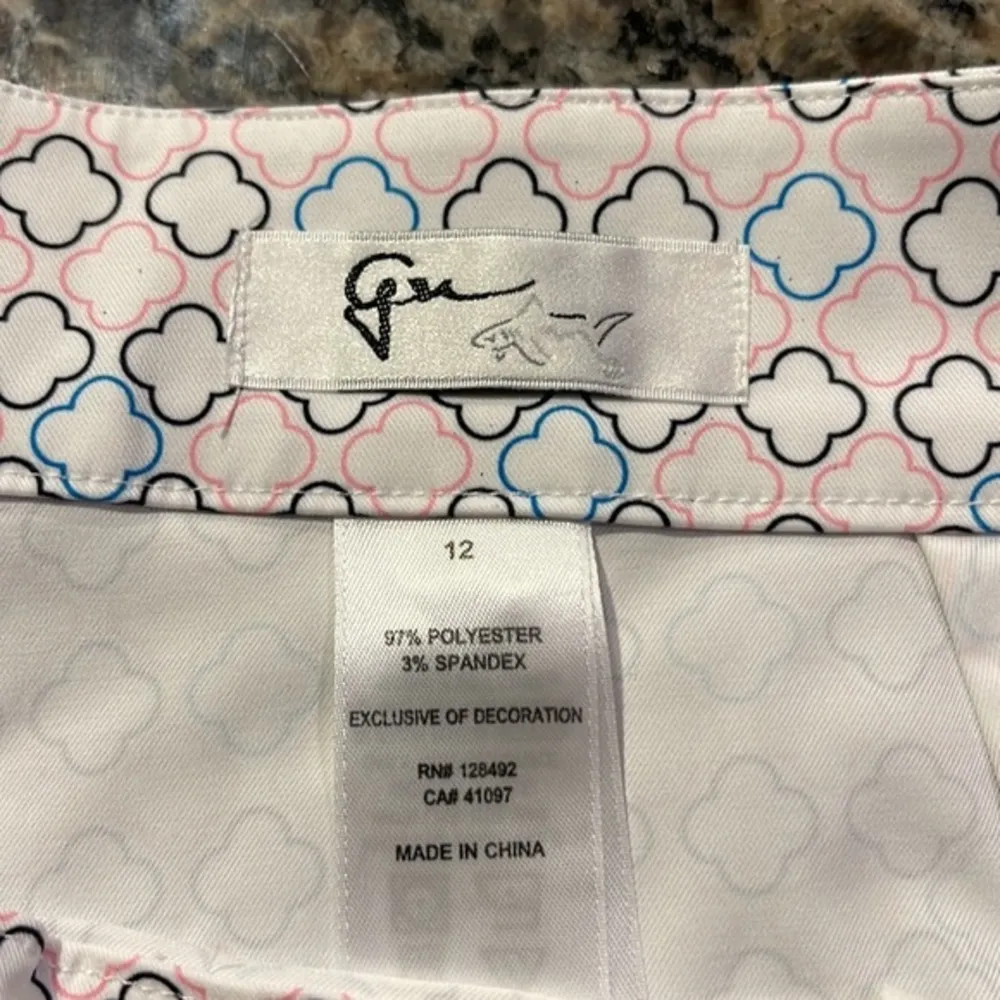 12
97% POLYESTER
3% SPANDEX
EXCLUSIVE OF DECORATION
RN# 128492
CA# 41097
MADE IN CHINA